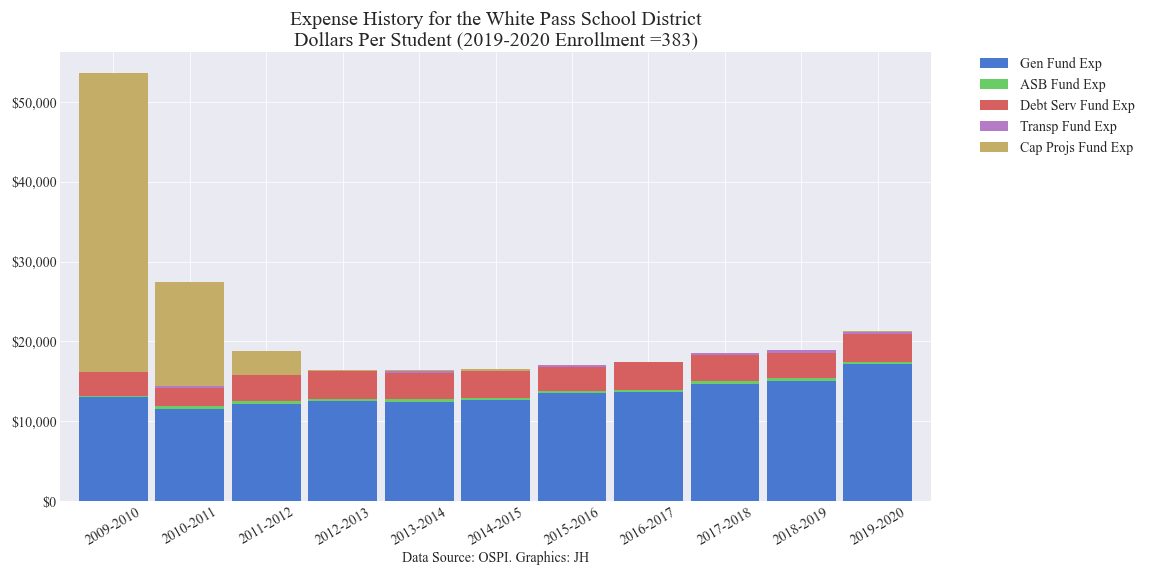 Expense History for the White Pass School District
Dollars Per Student (2019-2020 Enrollment =383)
Gen Fund Exp
ASB Fund Exp
Debt Serv Fund Exp
Transp Fund Exp
Cap Projs Fund Exp
$50,000
$40,000
$30,000
$20,000
$10,000
$0
2009-2010
2010-2011
2011-2012
2012-2013
2013-2014
2014-2015
2015-2016
2016-2017
2017-2018
2018-2019
2019-2020
Data Source: OSPI. Graphics: JH